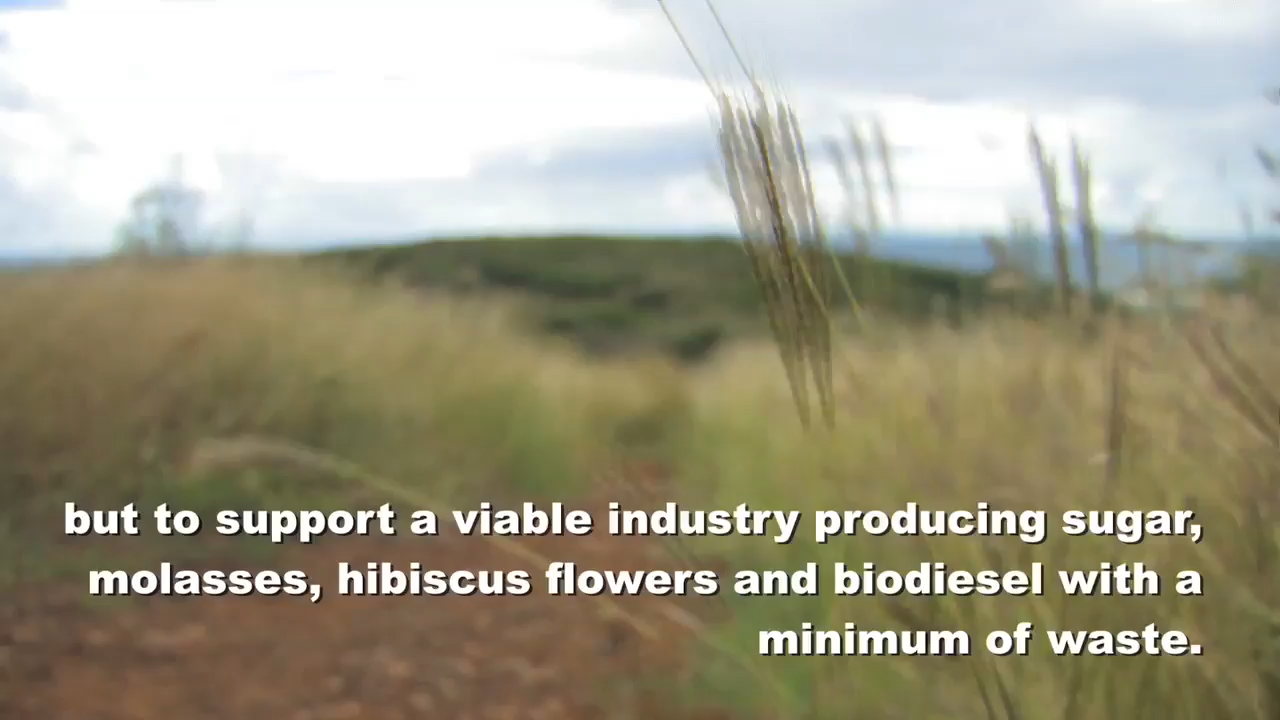 but to support a viable industry producing sugar,
molasses, hibiscus flowers and biodiesel with a
minimum of waste.